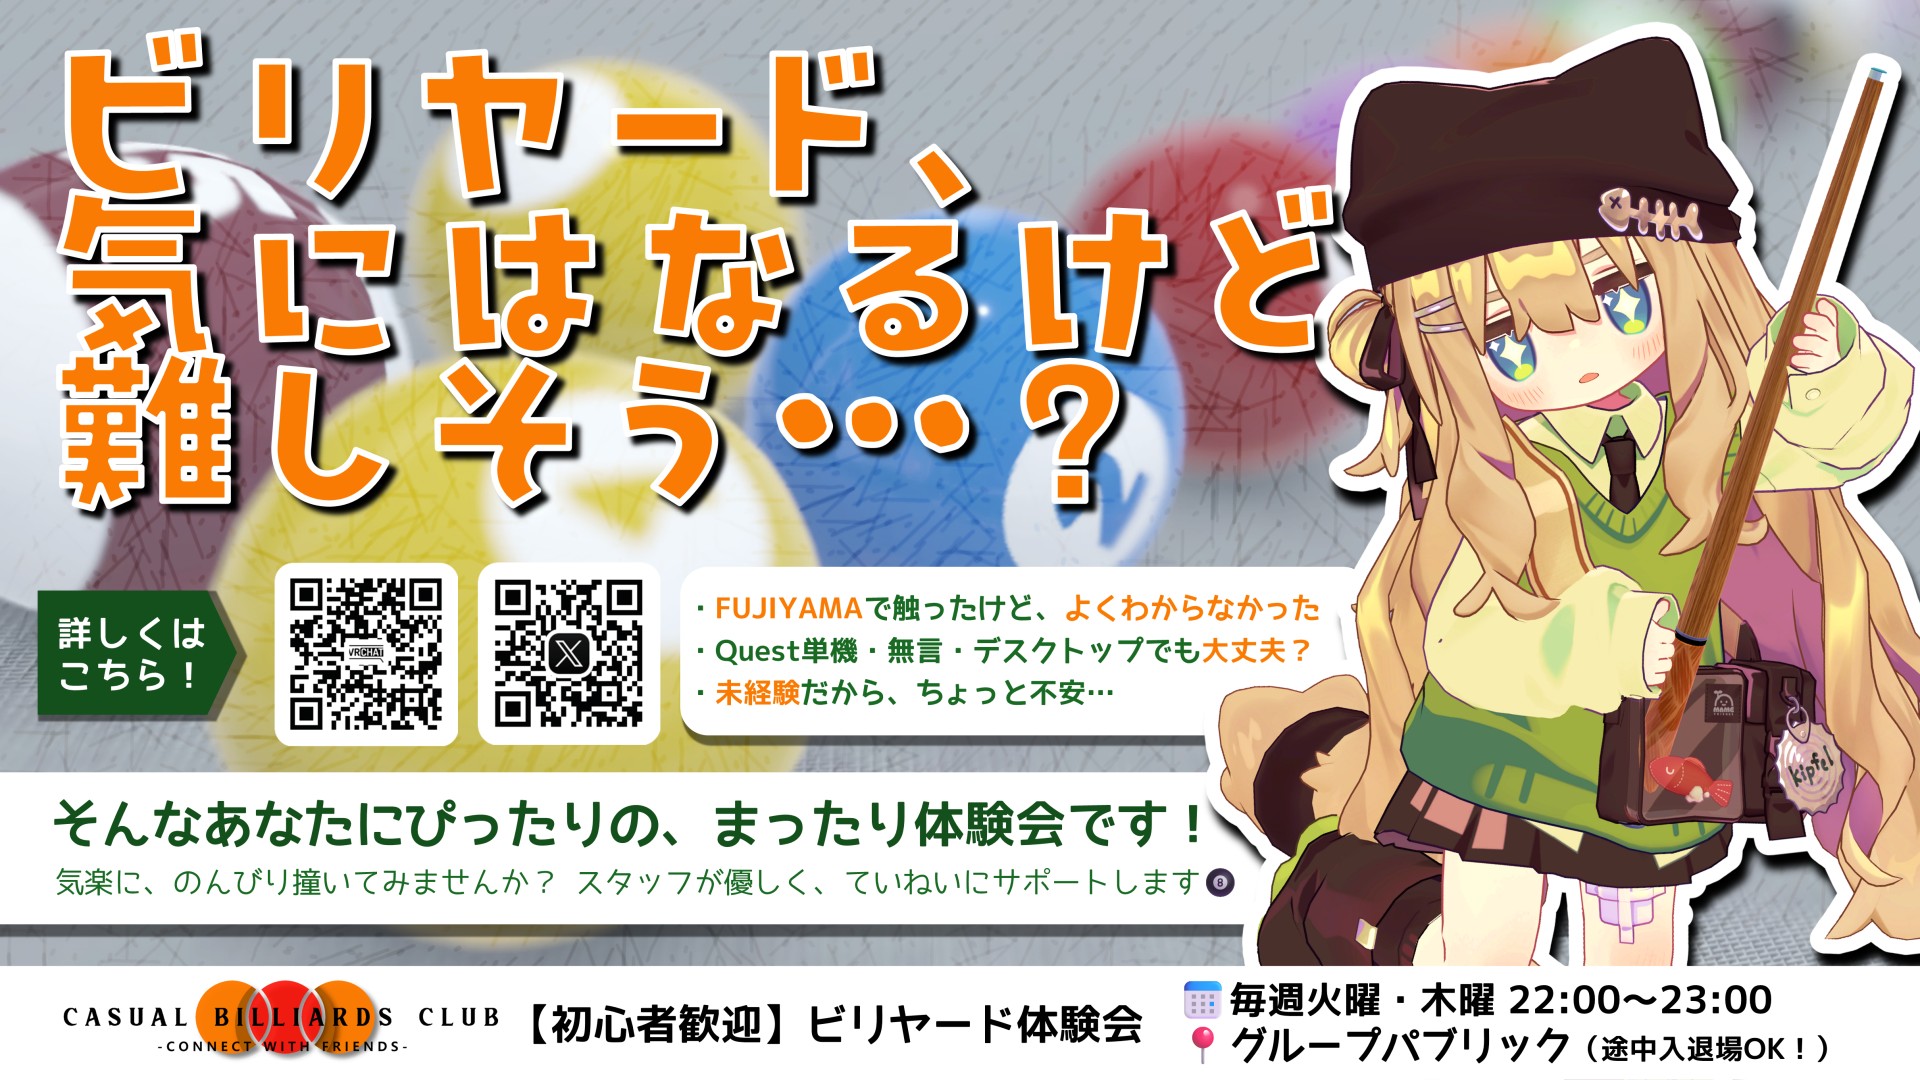 ビリヤード、
気にはなるけど
難しそう…？
詳しくは
こちら！
VRCHAT
X
・FUJIYAMAで触ったけど、よくわからなかった
・Quest単機・無言・デスクトップでも大丈夫？
・未経験だから、ちょっと不安…
kipfel
そんなあなたにぴったりの、まったり体験会です！
気楽に、のんびり撞いてみませんか？ スタッフが優しく、ていねいにサポートします
8
CASUAL BILLIARDS CLUB
-CONNECT WITH FRIENDS-
【初心者歓迎】ビリヤード体験会
毎週火曜・木曜 22:00〜23:00
グループパブリック（途中入退場OK！）